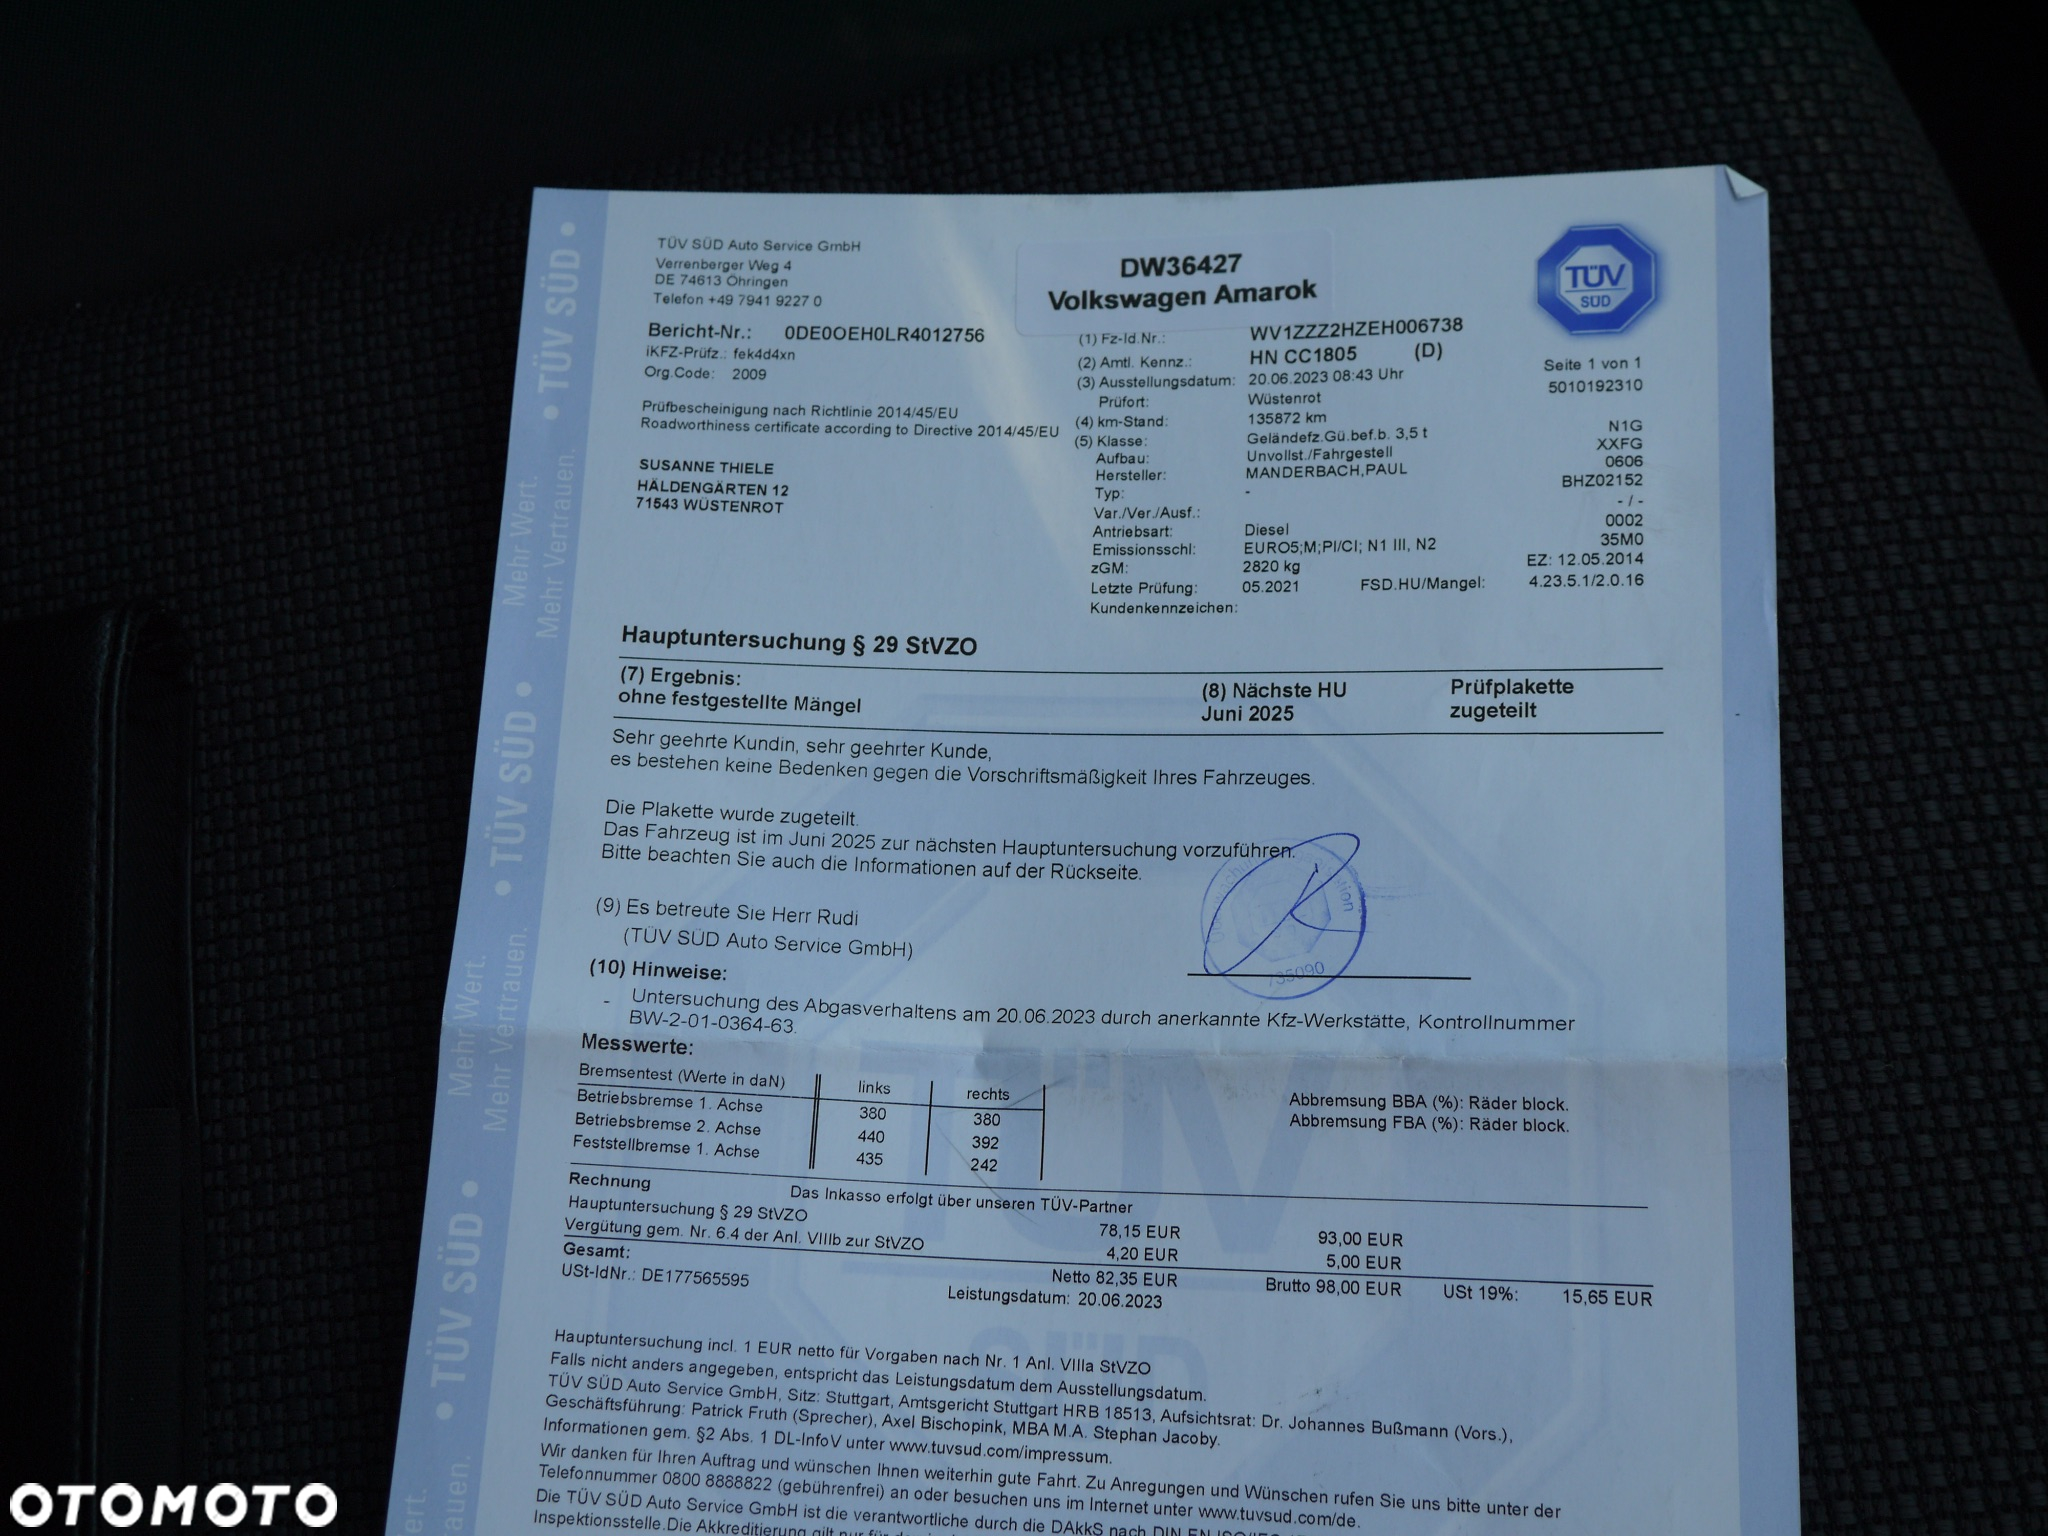 TÜV SÜD Auto Service GmbH
Verrenberger Weg 4
DE 74613 Öhringen
Telefon +49 7941 9227 0
DW36427
Volkswagen Amarok
TÜV
SÜD
Bericht-Nr.: 0DE0OEH0LR4012756
iKFZ-Prüfz.: fek4d4xn
Org.Code: 2009
Prüfbescheinigung nach Richtlinie 2014/45/EU
Roadworthiness certificate according to Directive 2014/45/EU
SUSANNE THIELE
HÄLDENGÄRTEN 12
71543 WÜSTENROT
(1) Fz-Id.Nr.: WV1ZZZ2HZEH006738
(2) Amtl. Kennz.: HN CC1805 (D)
(3) Ausstellungsdatum: 20.06.2023 08:43 Uhr
Seite 1 von 1
5010192310
Prüfort: Wüstenrot
(4) km-Stand: 135872 km
(5) Klasse: Geländefz.Gü.bef.b. 3,5 t N1G
Aufbau: Unvollst./Fahrgestell XXFG
Hersteller: MANDERBACH,PAUL 0606
Typ: - BHZ02152
Var./Ver./Ausf.: - / -
Antriebsart: Diesel 0002
Emissionsschl: EURO5;M;PI/CI; N1 III, N2 35M0
zGM: 2820 kg EZ: 12.05.2014
Letzte Prüfung: 05.2021 FSD.HU/Mangel: 4.23.5.1/2.0.16
Kundenkennzeichen:
Hauptuntersuchung § 29 StVZO
(7) Ergebnis:
ohne festgestellte Mängel
(8) Nächste HU
Juni 2025
Prüfplakette
zugeteilt
Sehr geehrte Kundin, sehr geehrter Kunde,
es bestehen keine Bedenken gegen die Vorschriftsmäßigkeit Ihres Fahrzeuges.
Die Plakette wurde zugeteilt.
Das Fahrzeug ist im Juni 2025 zur nächsten Hauptuntersuchung vorzuführen.
Bitte beachten Sie auch die Informationen auf der Rückseite.
(9) Es betreute Sie Herr Rudi
(TÜV SÜD Auto Service GmbH)
735090
(10) Hinweise:
- Untersuchung des Abgasverhaltens am 20.06.2023 durch anerkannte Kfz-Werkstätte, Kontrollnummer
BW-2-01-0364-63.
Messwerte:
Bremsentest (Werte in daN) links rechts
Betriebsbremse 1. Achse 380 380
Betriebsbremse 2. Achse 440 392
Feststellbremse 1. Achse 435 242
Abbremsung BBA (%): Räder block.
Abbremsung FBA (%): Räder block.
Rechnung Das Inkasso erfolgt über unseren TÜV-Partner
Hauptuntersuchung § 29 StVZO 78,15 EUR 93,00 EUR
Vergütung gem. Nr. 6.4 der Anl. VIIIb zur StVZO 4,20 EUR 5,00 EUR
Gesamt: Netto 82,35 EUR Brutto 98,00 EUR USt 19%: 15,65 EUR
USt-IdNr.: DE177565595 Leistungsdatum: 20.06.2023
Hauptuntersuchung incl. 1 EUR netto für Vorgaben nach Nr. 1 Anl. VIIIa StVZO
Falls nicht anders angegeben, entspricht das Leistungsdatum dem Ausstellungsdatum.
TÜV SÜD Auto Service GmbH, Sitz: Stuttgart, Amtsgericht Stuttgart HRB 18513, Aufsichtsrat: Dr. Johannes Bußmann (Vors.),
Geschäftsführung: Patrick Fruth (Sprecher), Axel Bischopink, MBA M.A. Stephan Jacoby.
Informationen gem. §2 Abs. 1 DL-InfoV unter www.tuvsud.com/impressum.
Wir danken für Ihren Auftrag und wünschen Ihnen weiterhin gute Fahrt. Zu Anregungen und Wünschen rufen Sie uns bitte unter der
Telefonnummer 0800 8888822 (gebührenfrei) an oder besuchen uns im Internet unter www.tuvsud.com/de.
Die TÜV SÜD Auto Service GmbH ist die verantwortliche durch die DAkkS nach DIN EN
Inspektionsstelle.Die Akkreditierung gilt nur für
TÜV SÜD • Mehr Wert. Mehr Vertrauen. • TÜV SÜD • TÜV SÜD • Mehr Wert. Mehr Vertrauen. • TÜV SÜD •
OTOMOTO